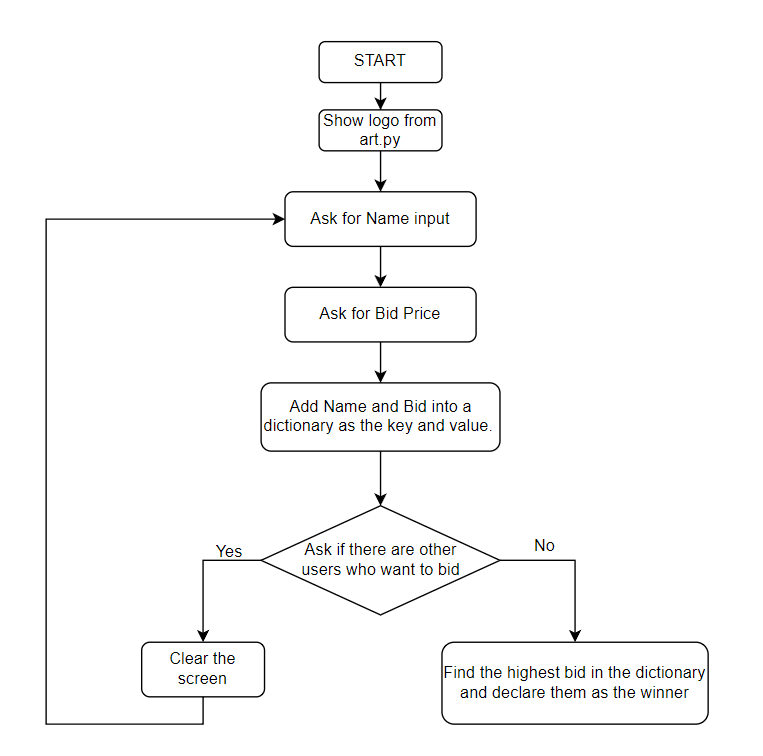 START
Show logo from
art.py
Ask for Name input
Ask for Bid Price
Add Name and Bid into a
dictionary as the key and value.
Ask if there are other
users who want to bid
Yes
No
Clear the
screen
Find the highest bid in the dictionary
and declare them as the winner